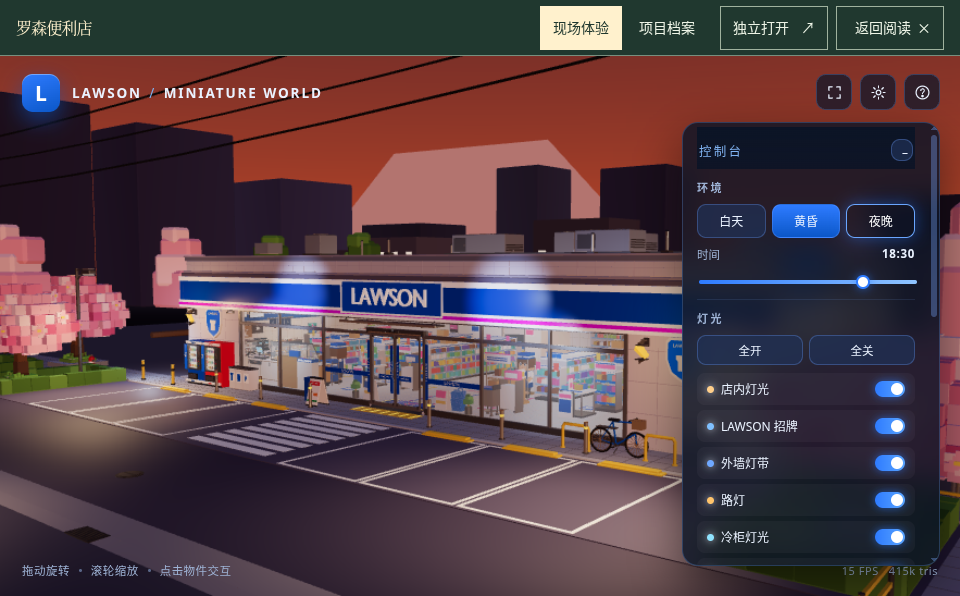 罗森便利店
现场体验
项目档案
独立打开 ↗
返回阅读 ×
L
LAWSON / MINIATURE WORLD
控制台
环境
白天
黄昏
夜晚
时间
18:30
灯光
全开
全关
店内灯光
LAWSON 招牌
外墙灯带
路灯
冷柜灯光
LAWSON
拖动旋转 • 滚轮缩放 • 点击物件交互
15 FPS 415k tris